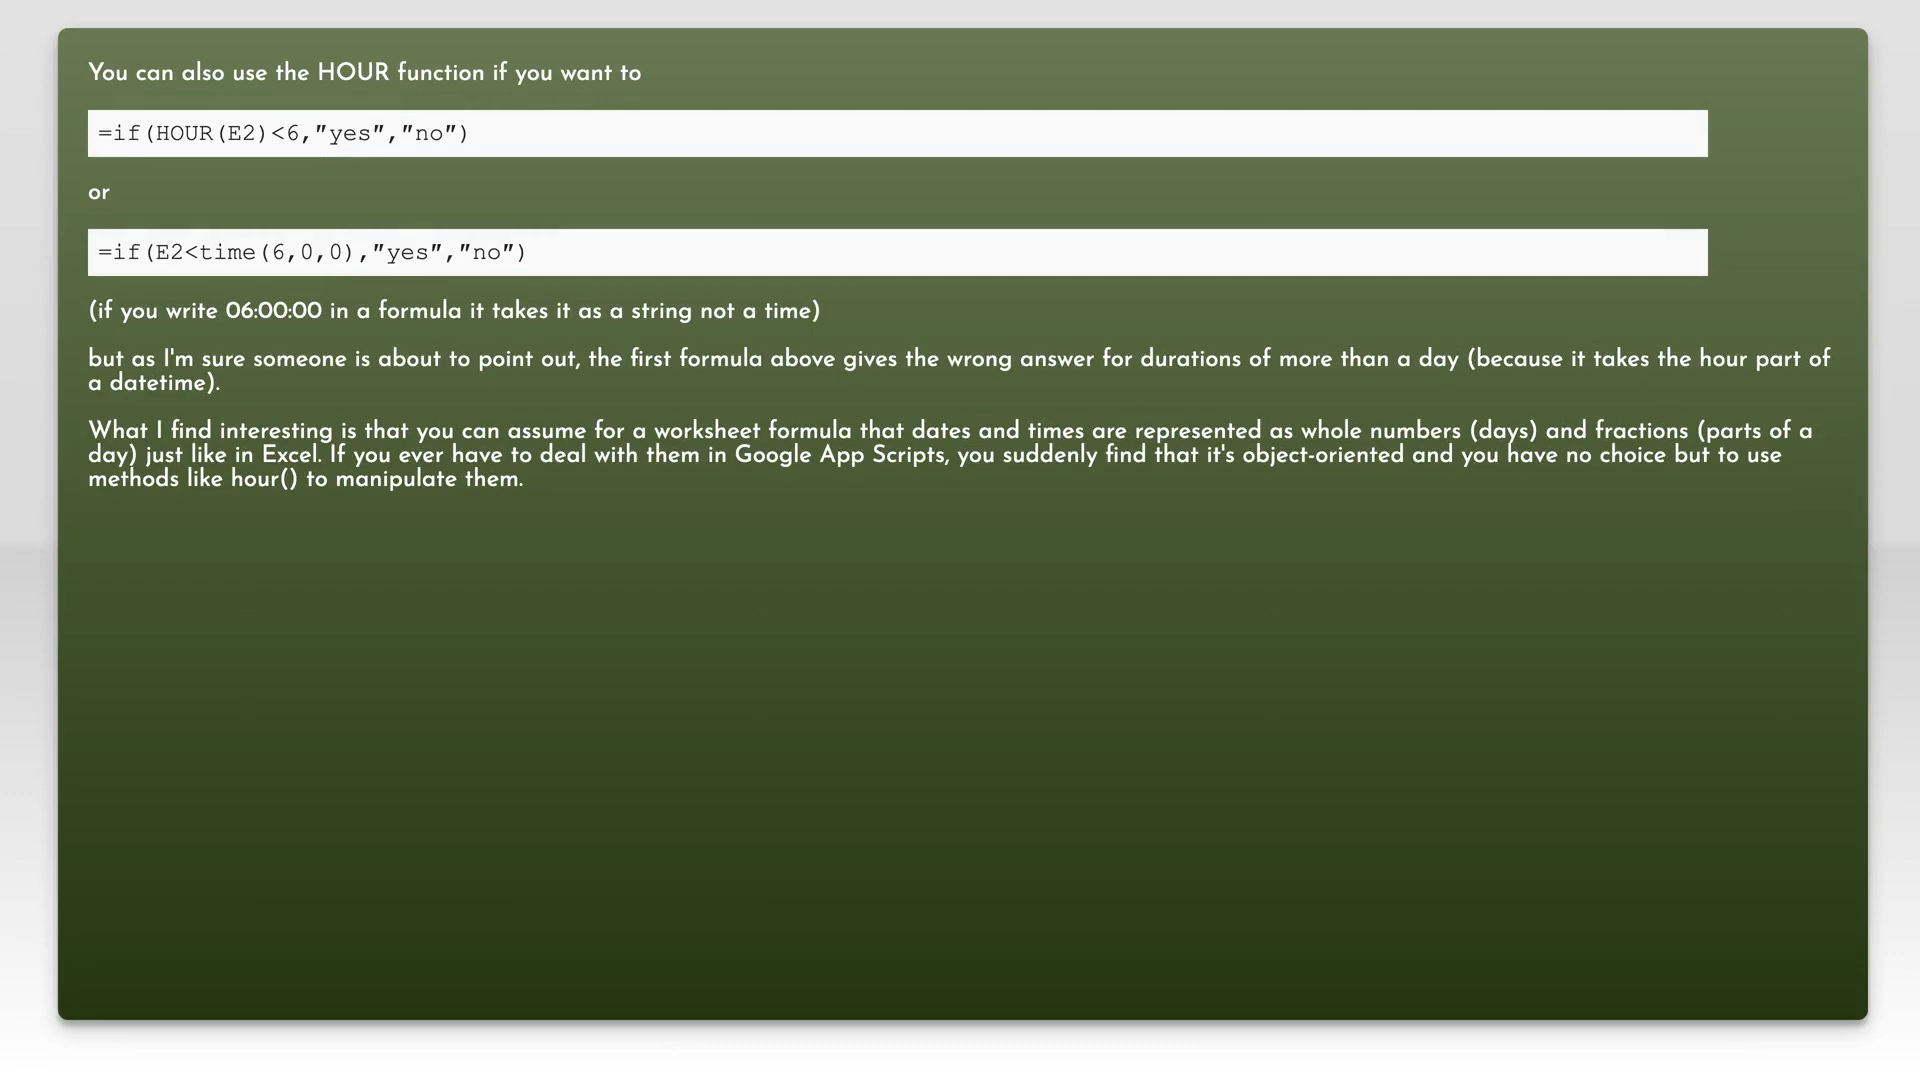 You can also use the HOUR function if you want to
=if(HOUR(E2)<6,"yes","no")
or
=if(E2<time(6,0,0),"yes","no")
(if you write 06:00:00 in a formula it takes it as a string not a time)
but as I'm sure someone is about to point out, the first formula above gives the wrong answer for durations of more than a day (because it takes the hour part of
a datetime).
What I find interesting is that you can assume for a worksheet formula that dates and times are represented as whole numbers (days) and fractions (parts of a
day) just like in Excel. If you ever have to deal with them in Google App Scripts, you suddenly find that it's object-oriented and you have no choice but to use
methods like hour() to manipulate them.